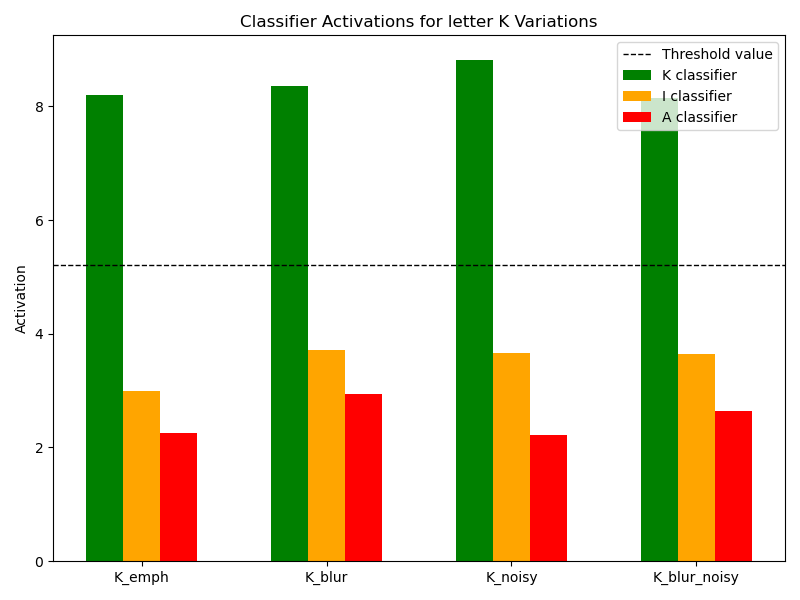 Classifier Activations for letter K Variations
Threshold value
K classifier
I classifier
A classifier
Activation
8
6
4
2
0
K_emph
K_blur
K_noisy
K_blur_noisy